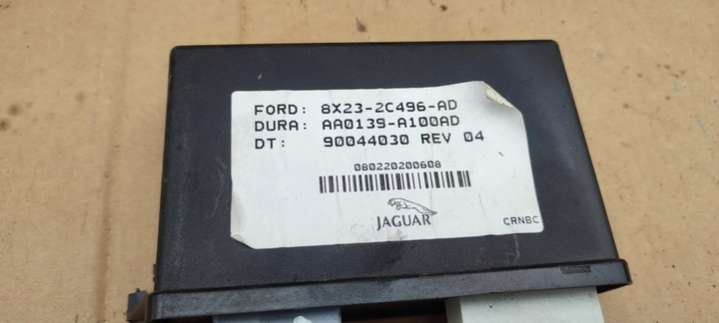 FORD: 8X23-2C496-AD
DURA: AA0139-A100AD
DT: 90044030 REV 04
080220200608
JAGUAR
CRNBC